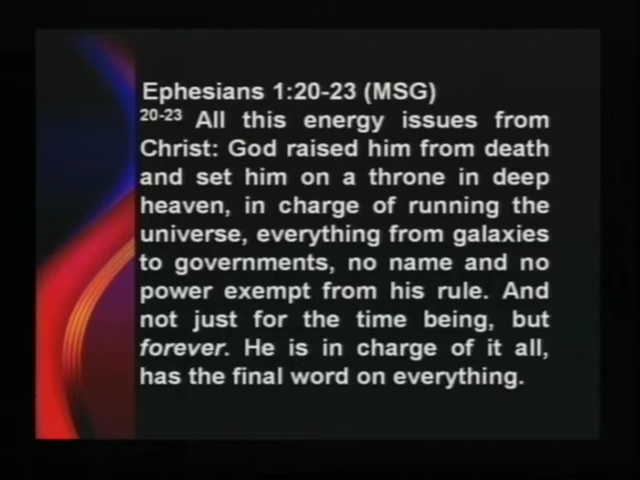 Ephesians 1:20-23 (MSG)
20-23 All this energy issues from
Christ: God raised him from death
and set him on a throne in deep
heaven, in charge of running the
universe, everything from galaxies
to governments, no name and no
power exempt from his rule. And
not just for the time being, but
forever. He is in charge of it all,
has the final word on everything.